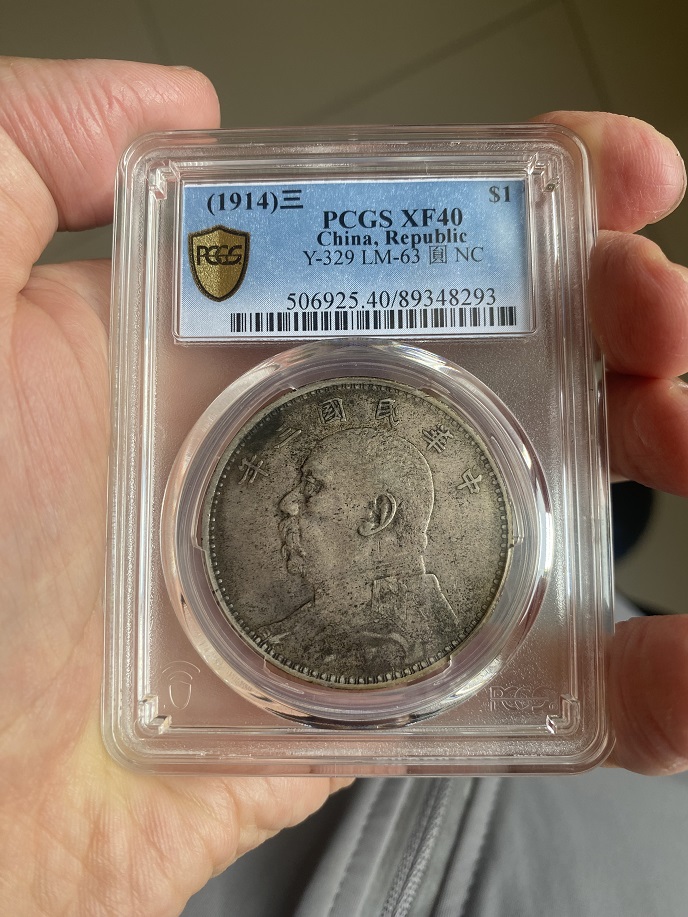 (1914)三 $1
PCGS XF40
China, Republic
Y-329 LM-63 圓 NC
PCGS
506925.40/89348293
中華民國三年
PCGS